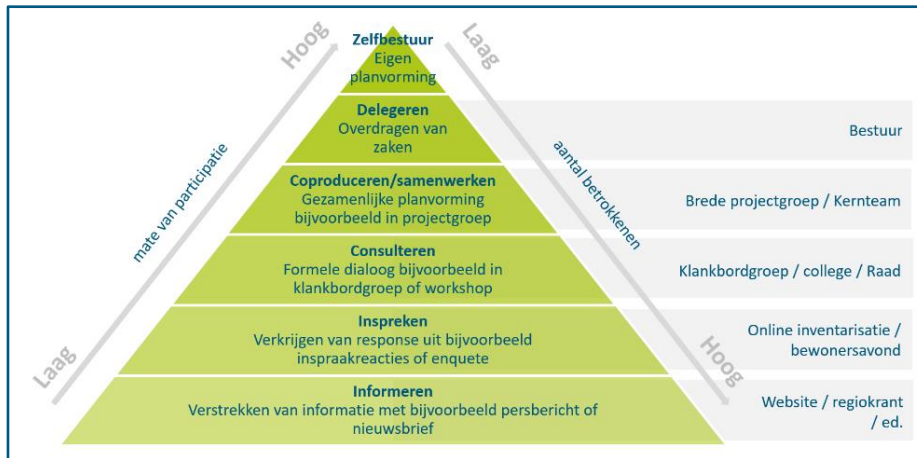 Hoog
Laag
Zelfbestuur
Eigen
planvorming
Delegeren
Overdragen van
zaken
Bestuur
mate van participatie
aantal betrokkenen
Coproduceren/samenwerken
Gezamenlijke planvorming
bijvoorbeeld in projectgroep
Brede projectgroep / Kernteam
Consulteren
Formele dialoog bijvoorbeeld in
klankbordgroep of workshop
Klankbordgroep / college / Raad
Inspreken
Verkrijgen van response uit bijvoorbeeld
inspraakreacties of enquete
Online inventarisatie /
bewonersavond
Laag
Hoog
Informeren
Verstrekken van informatie met bijvoorbeeld persbericht of
nieuwsbrief
Website / regiokrant
/ ed.